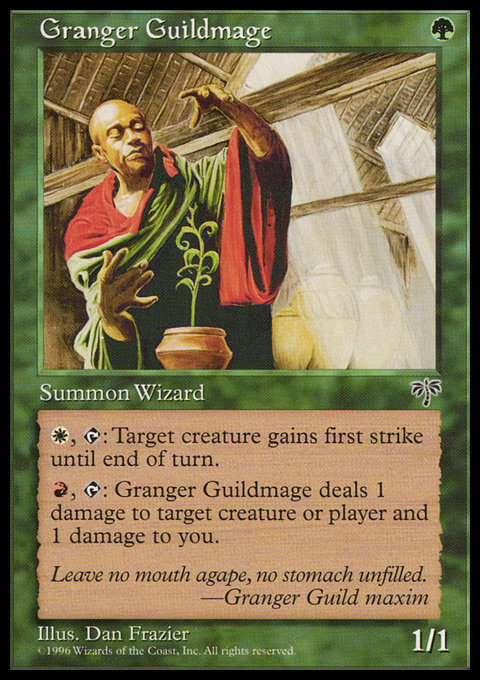 Granger Guildmage
Summon Wizard
, : Target creature gains first strike
until end of turn.
, : Granger Guildmage deals 1
damage to target creature or player and
1 damage to you.
Leave no mouth agape, no stomach unfilled.
—Granger Guild maxim
Illus. Dan Frazier
©1996 Wizards of the Coast, Inc. All rights reserved.
1/1